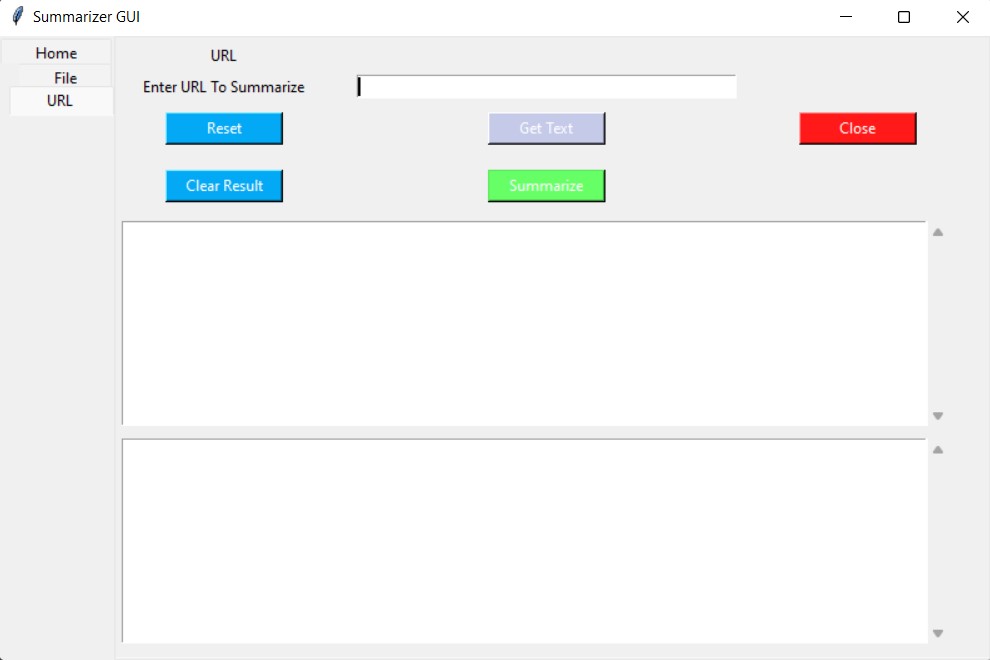 Summarizer GUI
Home
File
URL
URL
Enter URL To Summarize
Reset
Get Text
Close
Clear Result
Summarize